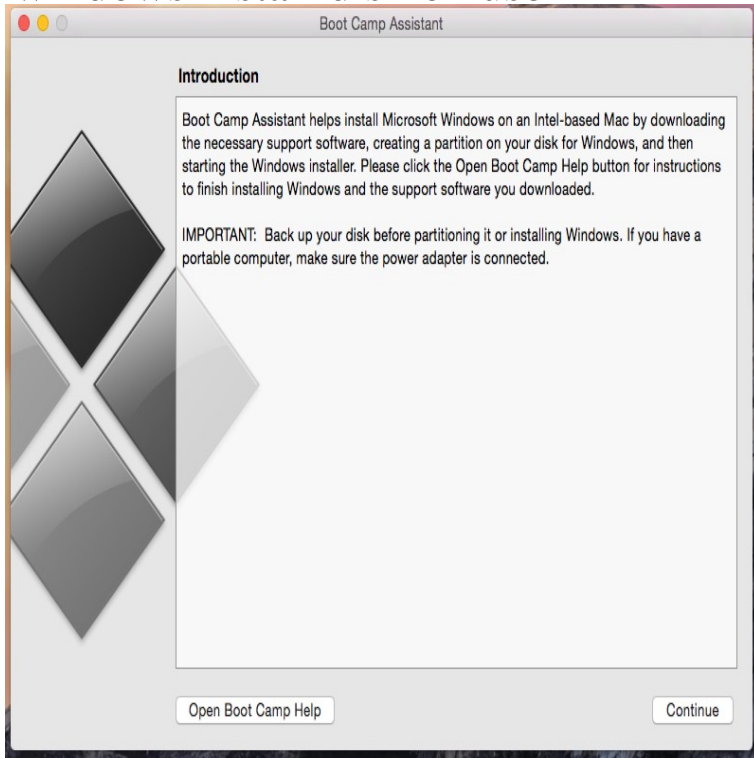 Boot Camp Assistant
Introduction
Boot Camp Assistant helps install Microsoft Windows on an Intel-based Mac by downloading
the necessary support software, creating a partition on your disk for Windows, and then
starting the Windows installer. Please click the Open Boot Camp Help button for instructions
to finish installing Windows and the support software you downloaded.
IMPORTANT: Back up your disk before partitioning it or installing Windows. If you have a
portable computer, make sure the power adapter is connected.
Open Boot Camp Help
Continue